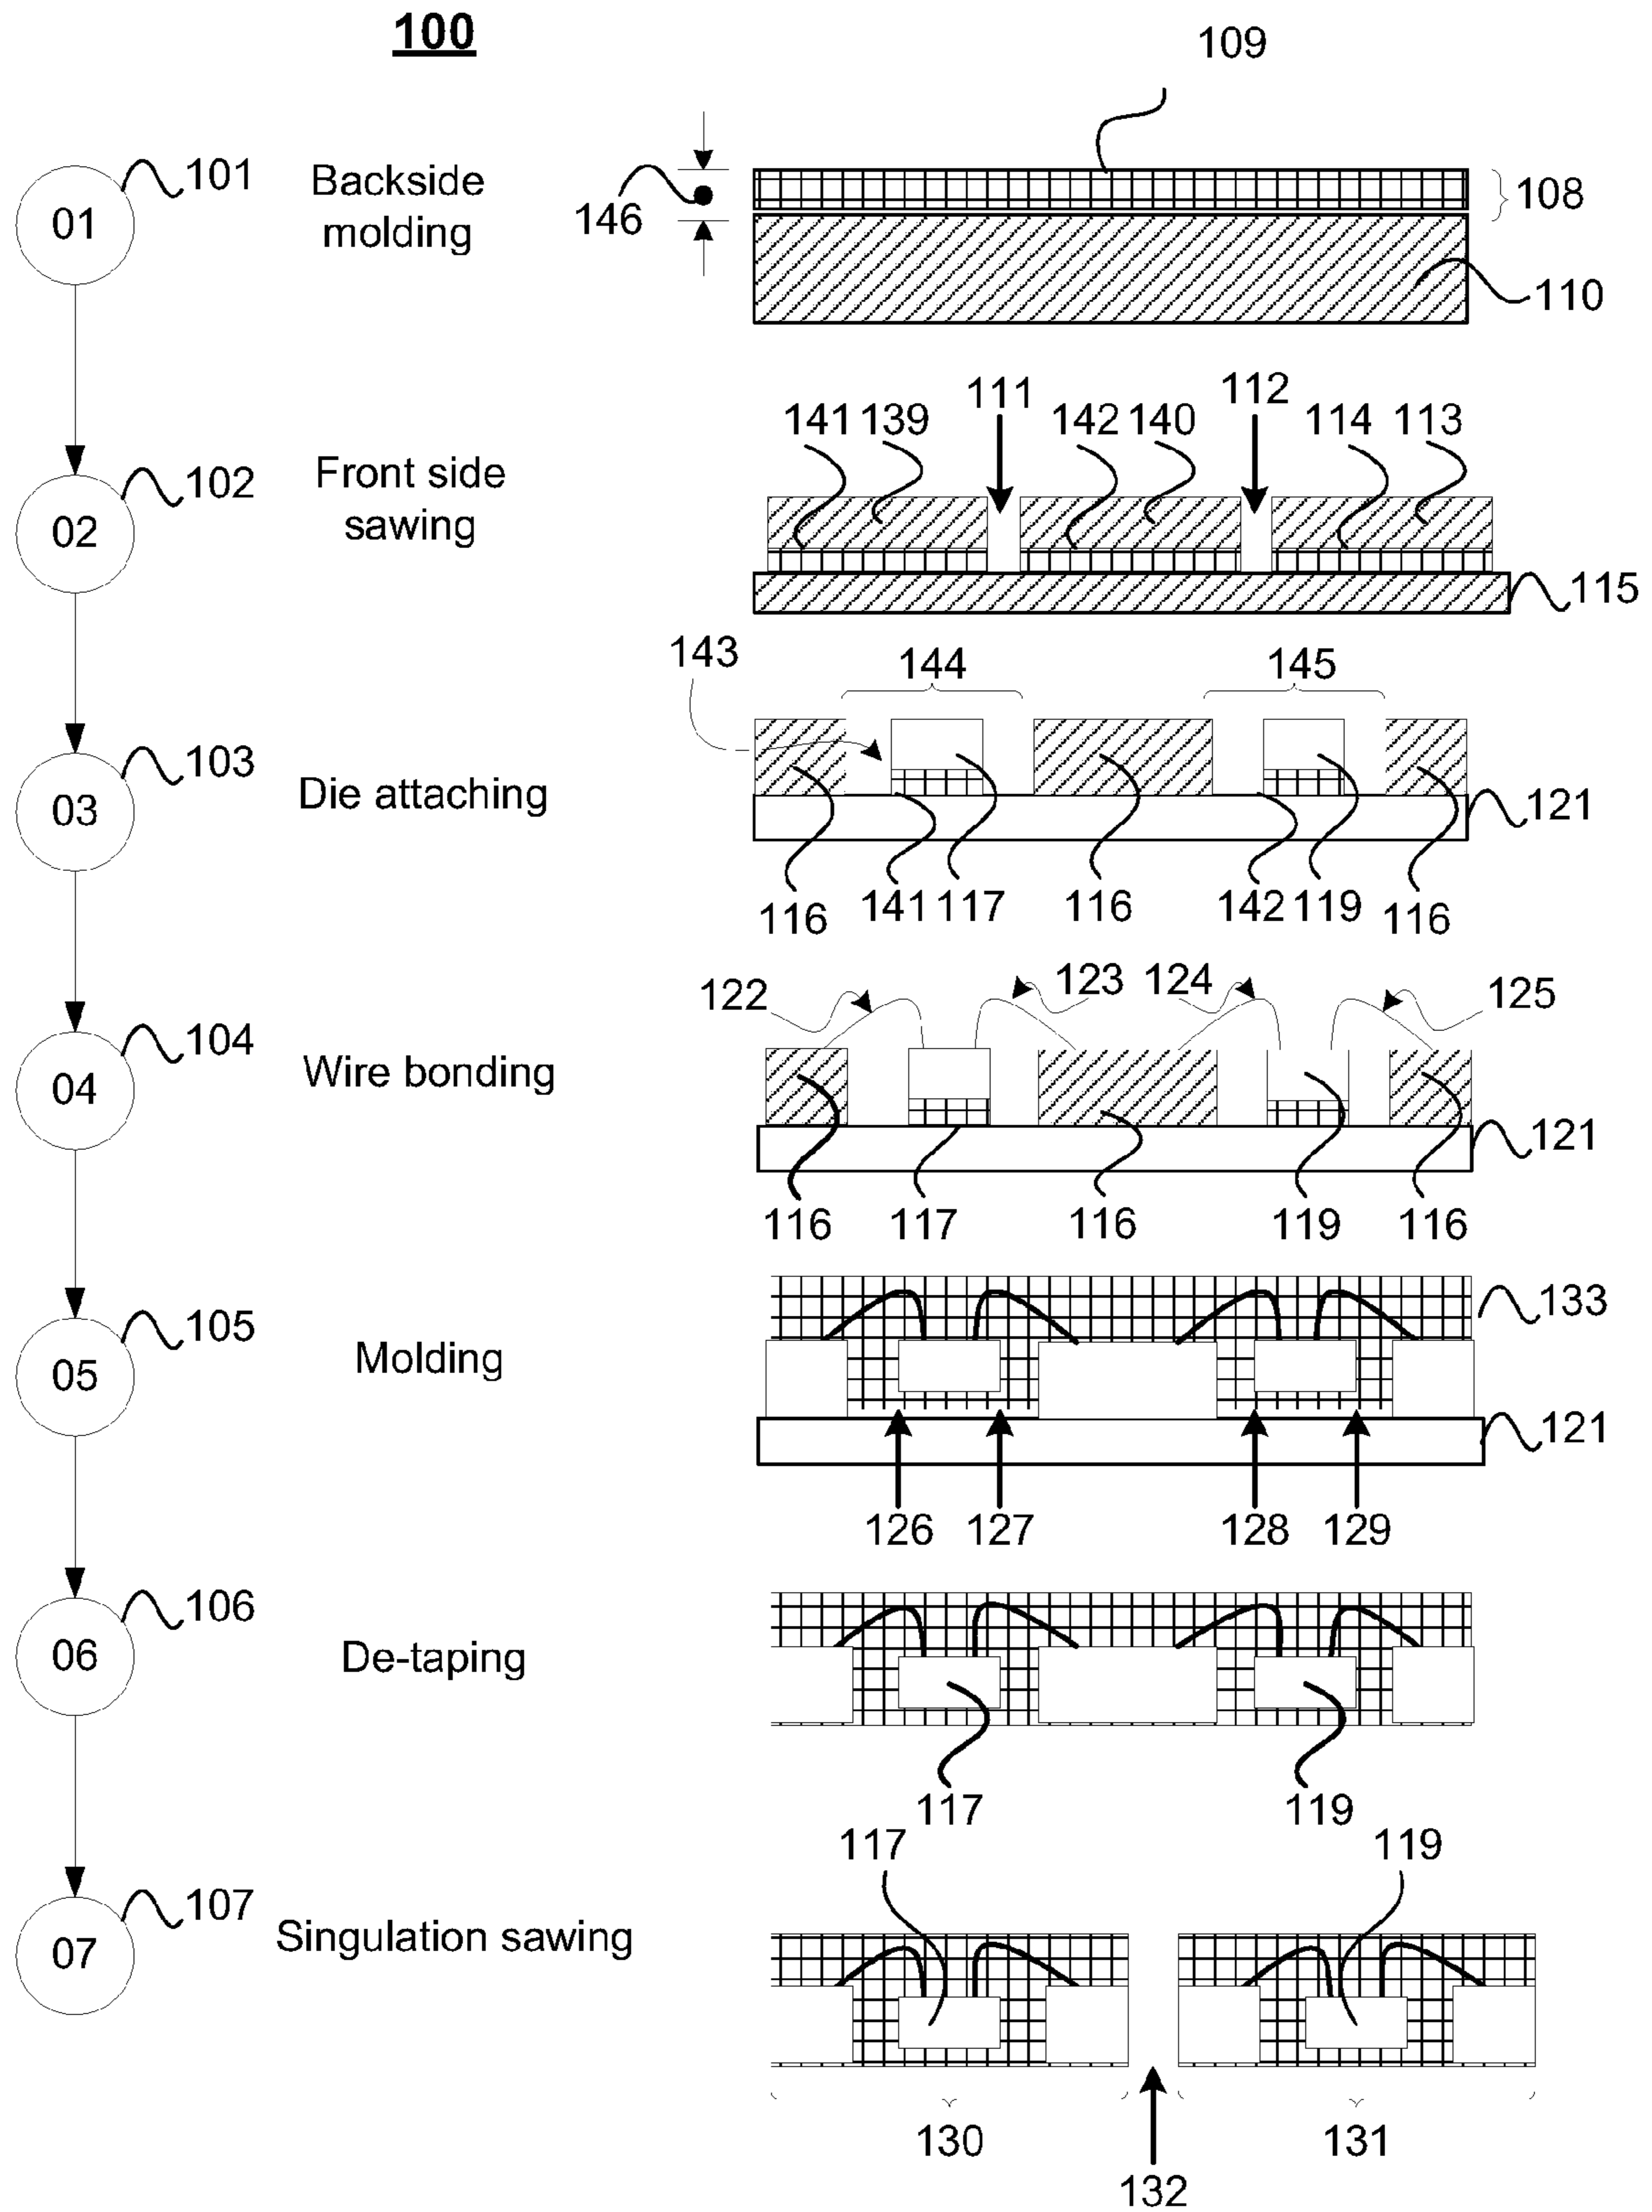 100
109
01
101
Backside
molding
146
108
110
02
102
Front side
sawing
141 139 111 142 140 112 114 113
115
03
103
Die attaching
143 144 145
121
116 141 117 116 142 119 116
04
104
Wire bonding
122 123 124 125
121
116 117 116 119 116
05
105
Molding
133
121
126 127 128 129
06
106
De-taping
117 119
07
107
Singulation sawing
117 119
130 131
132